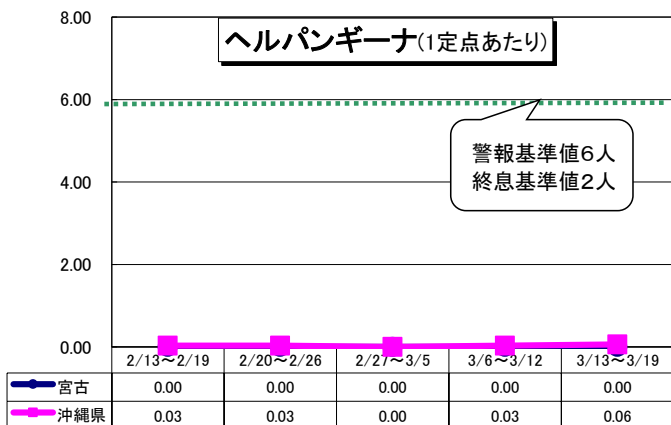 ヘルパンギーナ(1定点あたり)
8.00
6.00
4.00
2.00
0.00
警報基準値6人
終息基準値2人
2/13～2/19 2/20～2/26 2/27～3/5 3/6～3/12 3/13～3/19
宮古 0.00 0.00 0.00 0.00 0.00
沖縄県 0.03 0.03 0.00 0.03 0.06